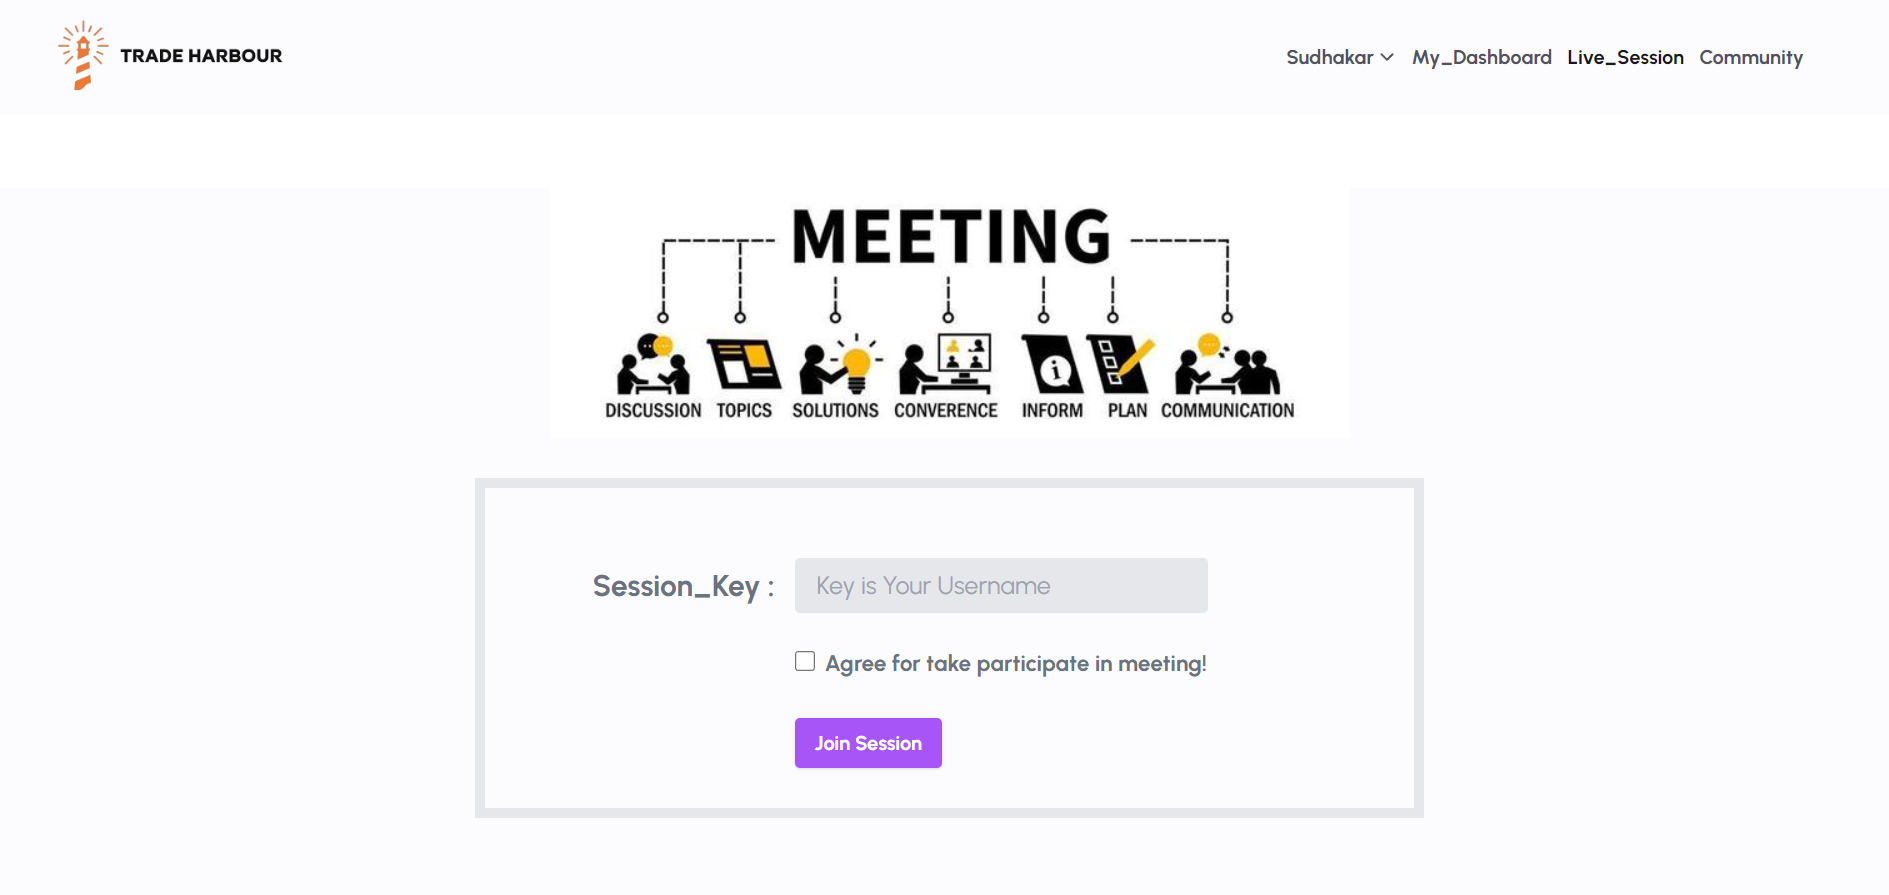 TRADE HARBOUR
Sudhakar My_Dashboard Live_Session Community
MEETING
DISCUSSION TOPICS SOLUTIONS CONVERENCE INFORM PLAN COMMUNICATION
Session_Key : Key is Your Username
Agree for take participate in meeting!
Join Session